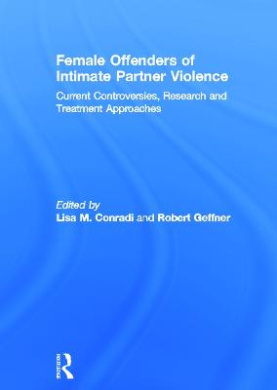 Female Offenders of
Intimate Partner Violence
Current Controversies, Research and
Treatment Approaches
Edited by
Lisa M. Conradi and Robert Geffner
ROUTLEDGE